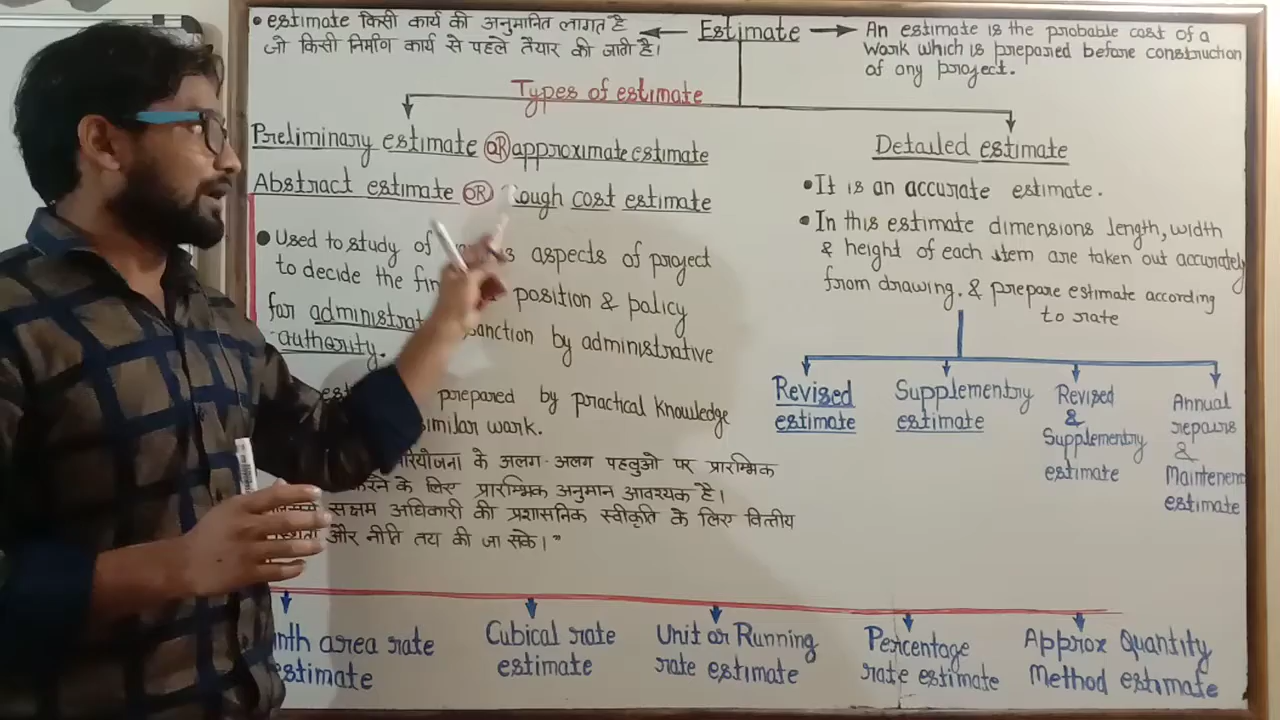 • estimate किसी कार्य की अनुमानित लागत है
जो किसी निर्माण कार्य से पहले तैयार की जाती है।
Estimate
An estimate is the probable cost of a
work which is prepared before construction
of any project.
Types of estimate
Preliminary estimate OR approximate estimate
Abstract estimate OR Rough cost estimate
• Used to study of aspects of project
to decide the position & policy
for sanction by administrative
authority.
prepared by practical knowledge
similar work.
के अलग-अलग पहलुओ पर प्रारम्भिक
करने के लिए प्रारम्भिक अनुमान आवश्यक है।
सक्षम अधिकारी की प्रशासनिक स्वीकृति के लिए वित्तीय
और नीति तय की जा सके।"
Detailed estimate
• It is an accurate estimate.
• In this estimate dimensions length, width
& height of each item are taken out accurately
from drawing. & prepare estimate according
to rate
Revised
estimate
Supplementry
estimate
Revised
&
Supplementry
estimate
Annual
repairs
&
Maintenenc
estimate
area rate
estimate
Cubical rate
estimate
Unit or Running
rate estimate
Percentage
rate estimate
Approx Quantity
Method estimate